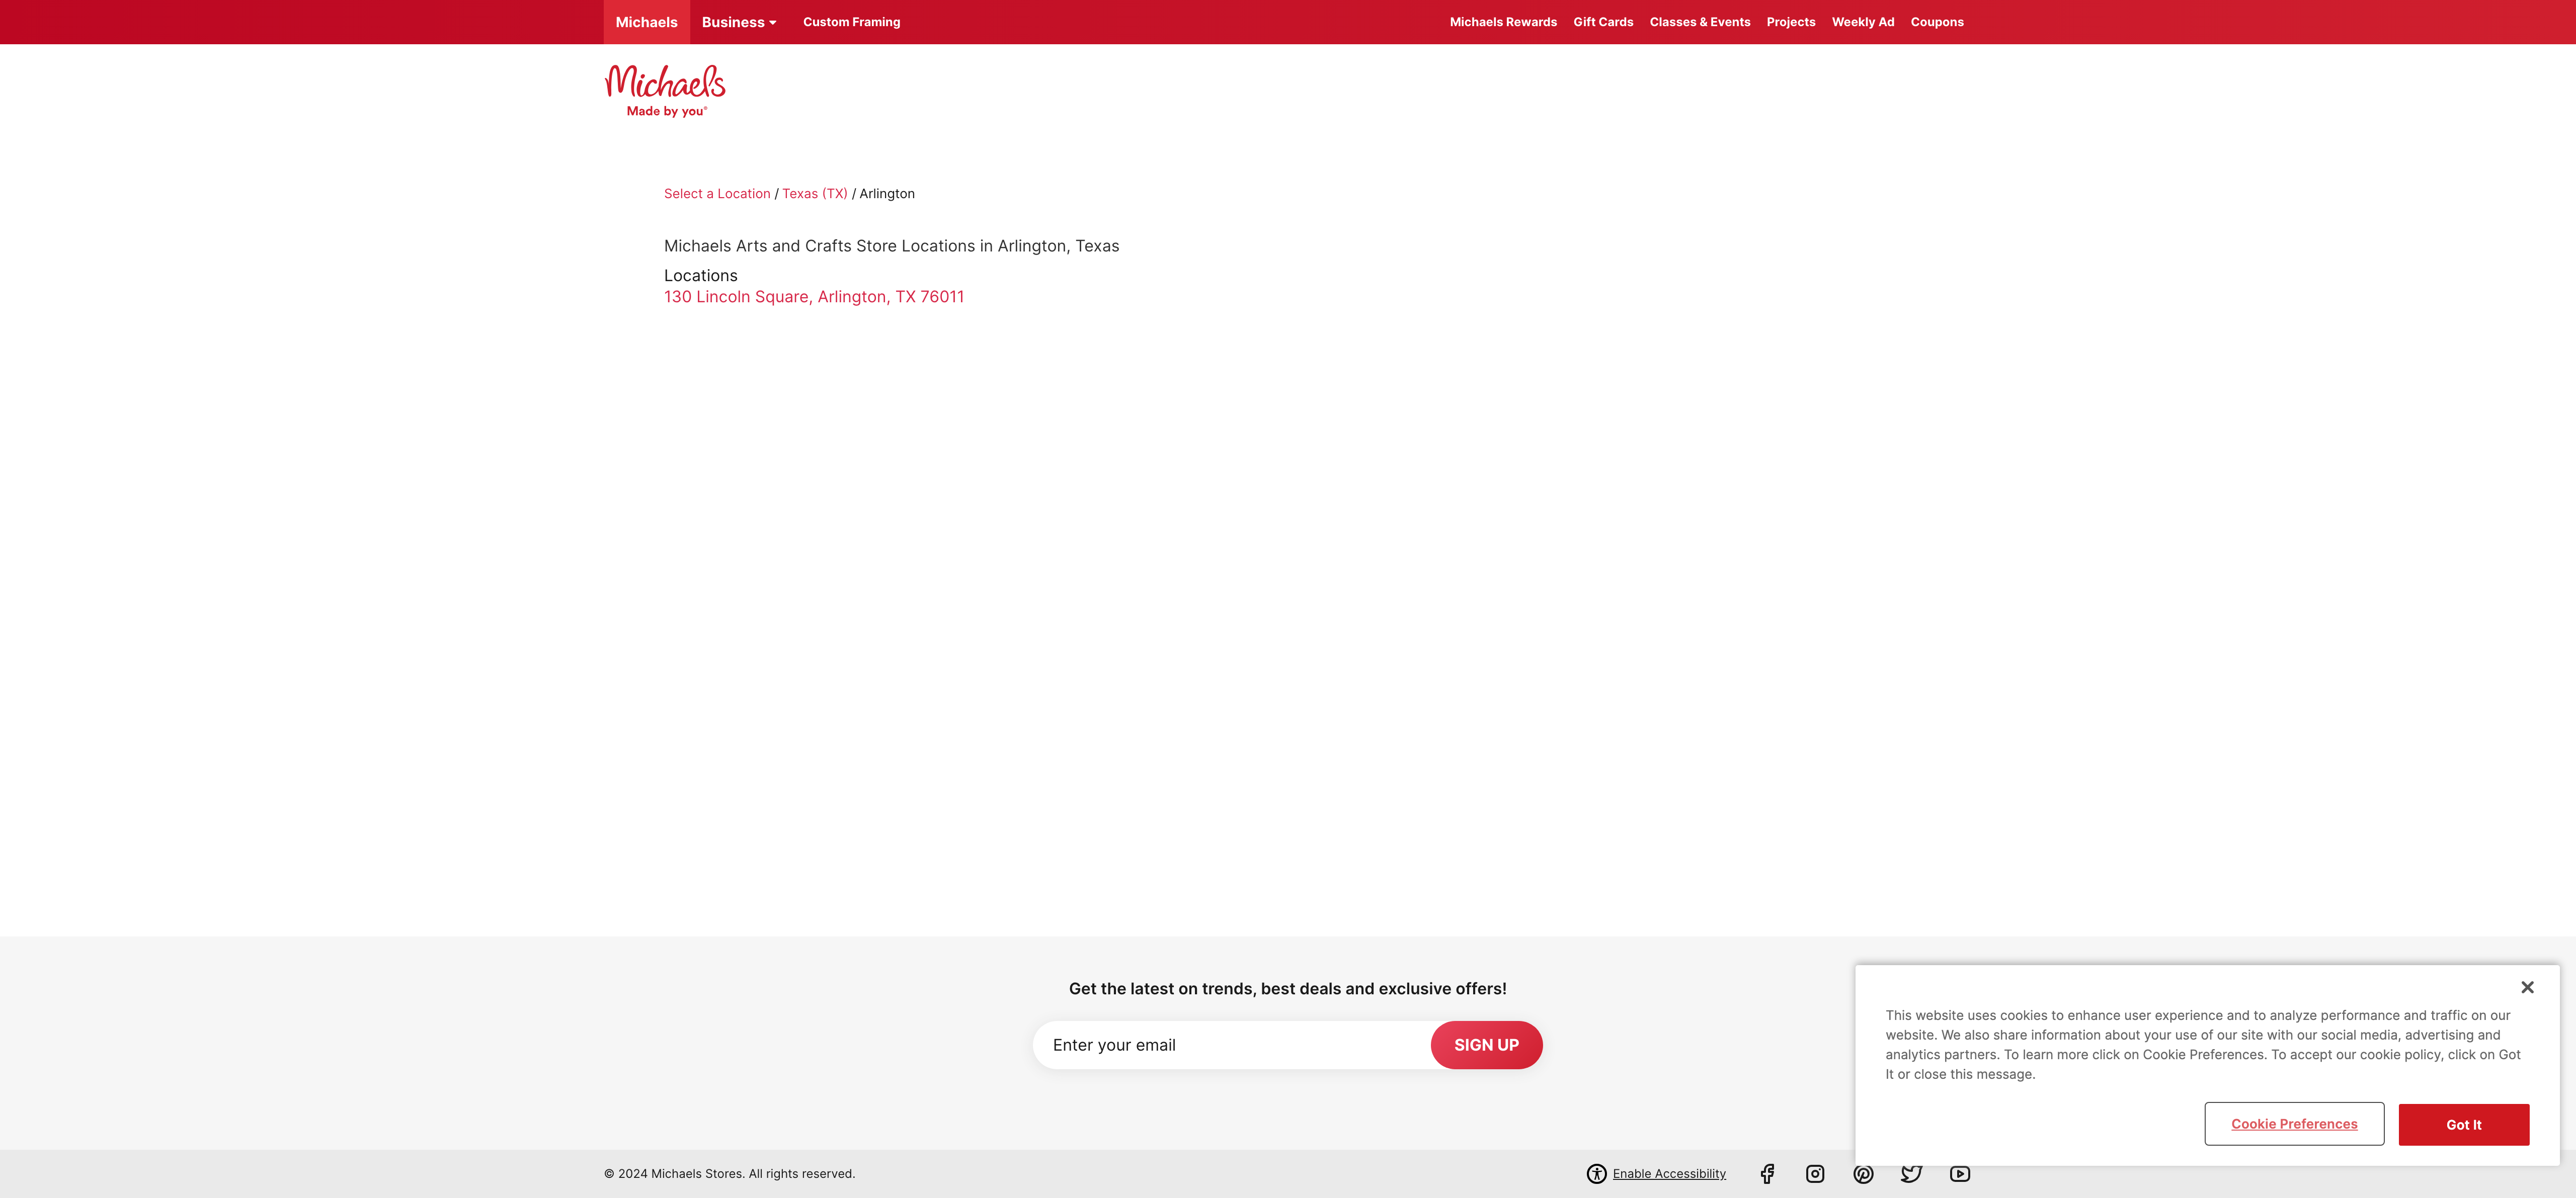 Michaels Business Custom Framing Michaels Rewards Gift Cards Classes & Events Projects Weekly Ad Coupons
Michaels
Made by you®
Select a Location / Texas (TX) / Arlington
Michaels Arts and Crafts Store Locations in Arlington, Texas
Locations
130 Lincoln Square, Arlington, TX 76011
Get the latest on trends, best deals and exclusive offers!
Enter your email SIGN UP
This website uses cookies to enhance user experience and to analyze performance and traffic on our
website. We also share information about your use of our site with our social media, advertising and
analytics partners. To learn more click on Cookie Preferences. To accept our cookie policy, click on Got
It or close this message.
Cookie Preferences Got It
© 2024 Michaels Stores. All rights reserved. Enable Accessibility